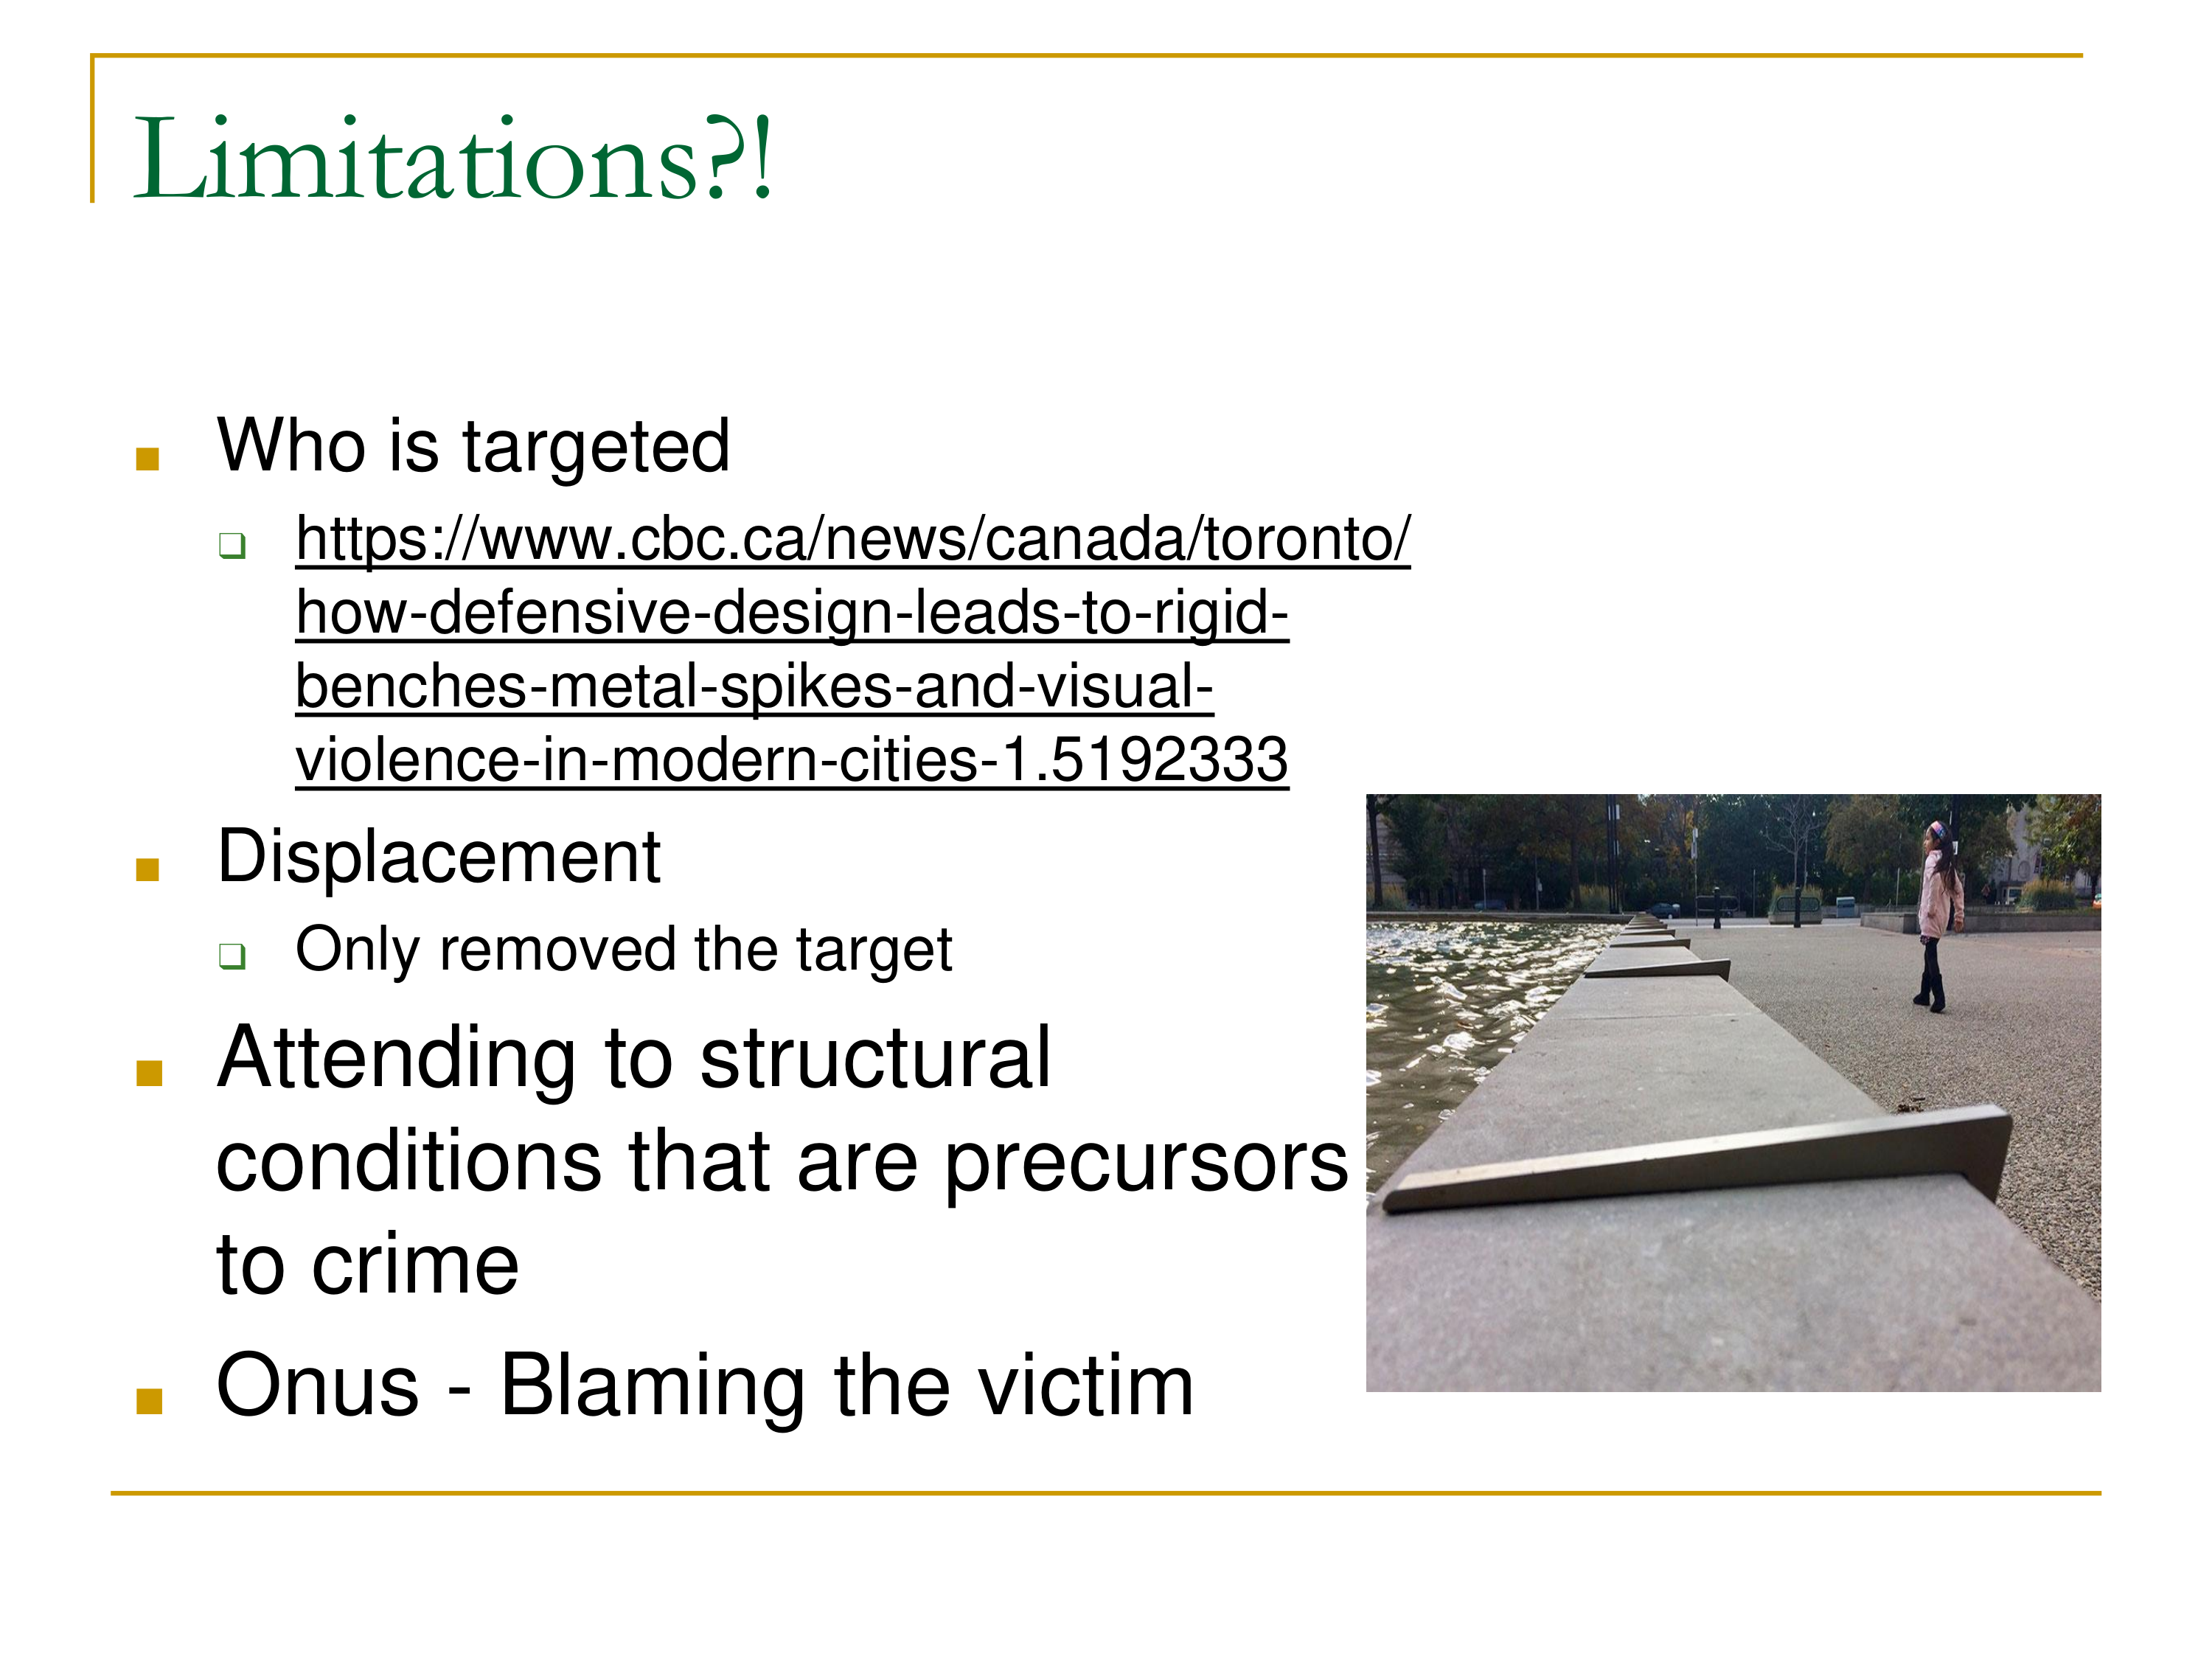 Limitations?!
Who is targeted
https://www.cbc.ca/news/canada/toronto/
how-defensive-design-leads-to-rigid-
benches-metal-spikes-and-visual-
violence-in-modern-cities-1.5192333
Displacement
Only removed the target
Attending to structural
conditions that are precursors
to crime
Onus - Blaming the victim